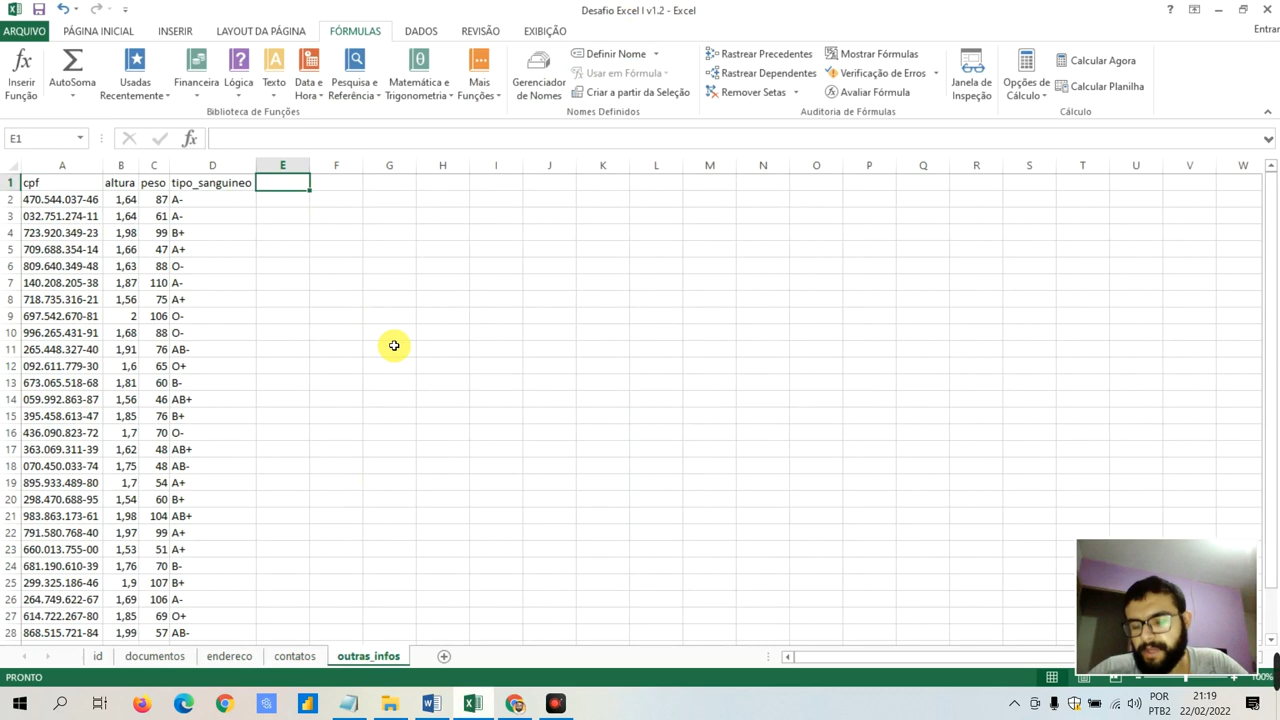 Desafio Excel I v1.2 - Excel
ARQUIVO PÁGINA INICIAL INSERIR LAYOUT DA PÁGINA FÓRMULAS DADOS REVISÃO EXIBIÇÃO Entrar
Inserir Função
AutoSoma
Usadas Recentemente
Financeira
Lógica
Texto
Data e Hora
Pesquisa e Referência
Matemática e Trigonometria
Mais Funções
Biblioteca de Funções
Gerenciador de Nomes
Definir Nome
Usar em Fórmula
Criar a partir da Seleção
Nomes Definidos
Rastrear Precedentes
Rastrear Dependentes
Remover Setas
Mostrar Fórmulas
Verificação de Erros
Avaliar Fórmula
Auditoria de Fórmulas
Janela de Inspeção
Opções de Cálculo
Calcular Agora
Calcular Planilha
Cálculo
E1 fx
A B C D E F G H I J K L M N O P Q R S T U V W
1 cpf altura peso tipo_sanguineo
2 470.544.037-46 1,64 87 A-
3 032.751.274-11 1,64 61 A-
4 723.920.349-23 1,98 99 B+
5 709.688.354-14 1,66 47 A+
6 809.640.349-48 1,63 88 O-
7 140.208.205-38 1,87 110 A-
8 718.735.316-21 1,56 75 A+
9 697.542.670-81 2 106 O-
10 996.265.431-91 1,68 88 O-
11 265.448.327-40 1,91 76 AB-
12 092.611.779-30 1,6 65 O+
13 673.065.518-68 1,81 60 B-
14 059.992.863-87 1,56 46 AB+
15 395.458.613-47 1,85 76 B+
16 436.090.823-72 1,7 70 O-
17 363.069.311-39 1,62 48 AB+
18 070.450.033-74 1,75 48 AB-
19 895.933.489-80 1,7 54 A+
20 298.470.688-95 1,54 60 B+
21 983.863.173-61 1,98 104 AB+
22 791.580.768-40 1,97 99 A+
23 660.013.755-00 1,53 51 A+
24 681.190.610-39 1,76 70 B-
25 299.325.186-46 1,9 107 B+
26 264.749.622-67 1,69 106 A-
27 614.722.267-80 1,85 69 O+
28 868.515.721-84 1,99 57 AB-
id documentos endereco contatos outras_infos
PRONTO 100%
POR 21:19
PTB2 22/02/2022